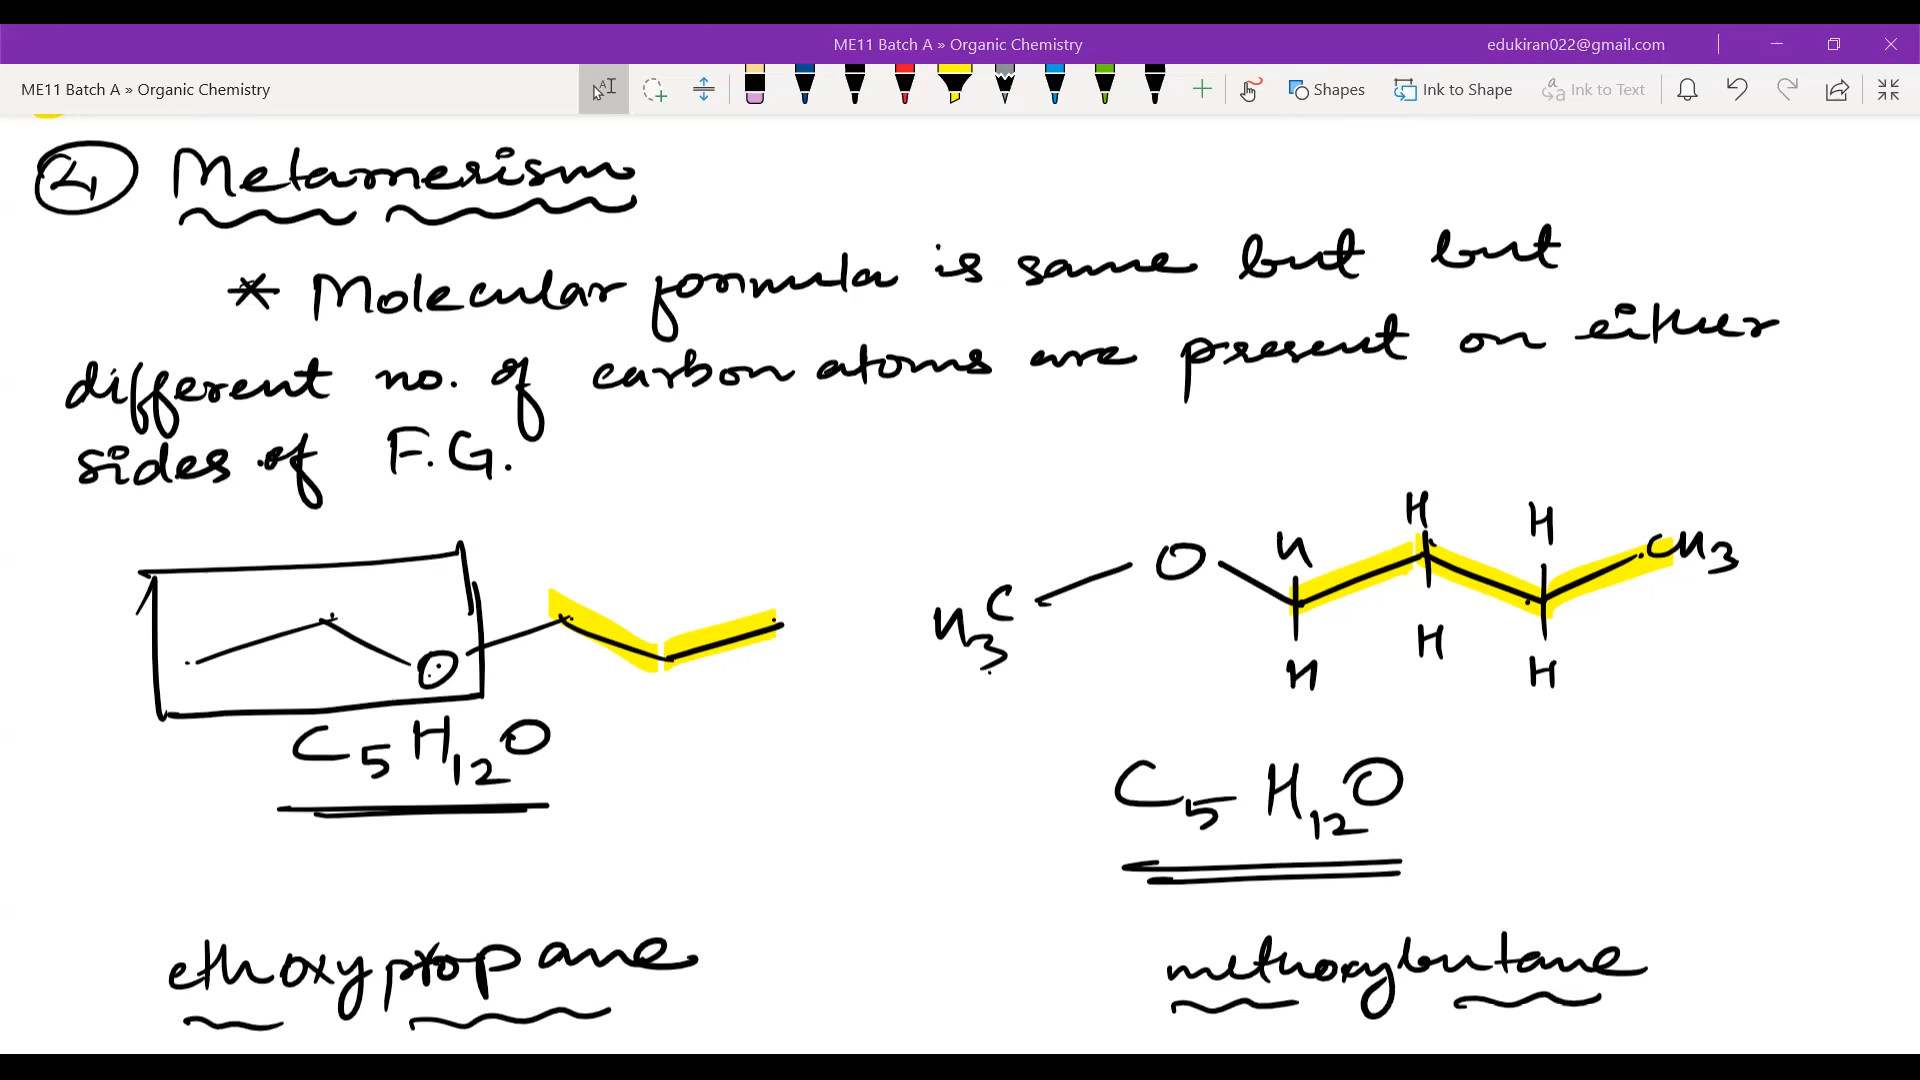 ME11 Batch A » Organic Chemistry
edukiran022@gmail.com
ME11 Batch A » Organic Chemistry
Shapes
Ink to Shape
Ink to Text
4 Metamerism
* Molecular formula is same but but
different no. of carbon atoms are present on either
sides of F.G.
O
C5H12O
H3C O H H H CH3
H H H
C5H12O
ethoxypropane
methoxybutane